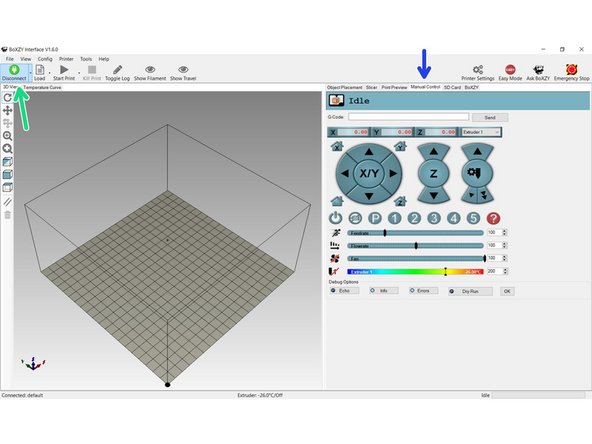 BoXZY Interface V1.6.0
File View Config Printer Tools Help
Disconnect Load Start Print Kill Print Toggle Log Show Filament Show Travel Printer Settings Easy Mode Ask BoXZY Emergency Stop
3D View Temperature Curve
Object Placement Slicer Print Preview Manual Control SD Card BoXZY
Idle
G-Code: Send
X 0.00 Y 0.00 Z 0.00 Extruder 1
X/Y Z
P 1 2 3 4 5 ?
Feedrate 100
Flowrate 100
Fan 100
Extruder 1 -26.0°C 200
Debug Options
Echo Info Errors Dry Run OK
Connected: default Extruder: -26.0°C/Off Idle